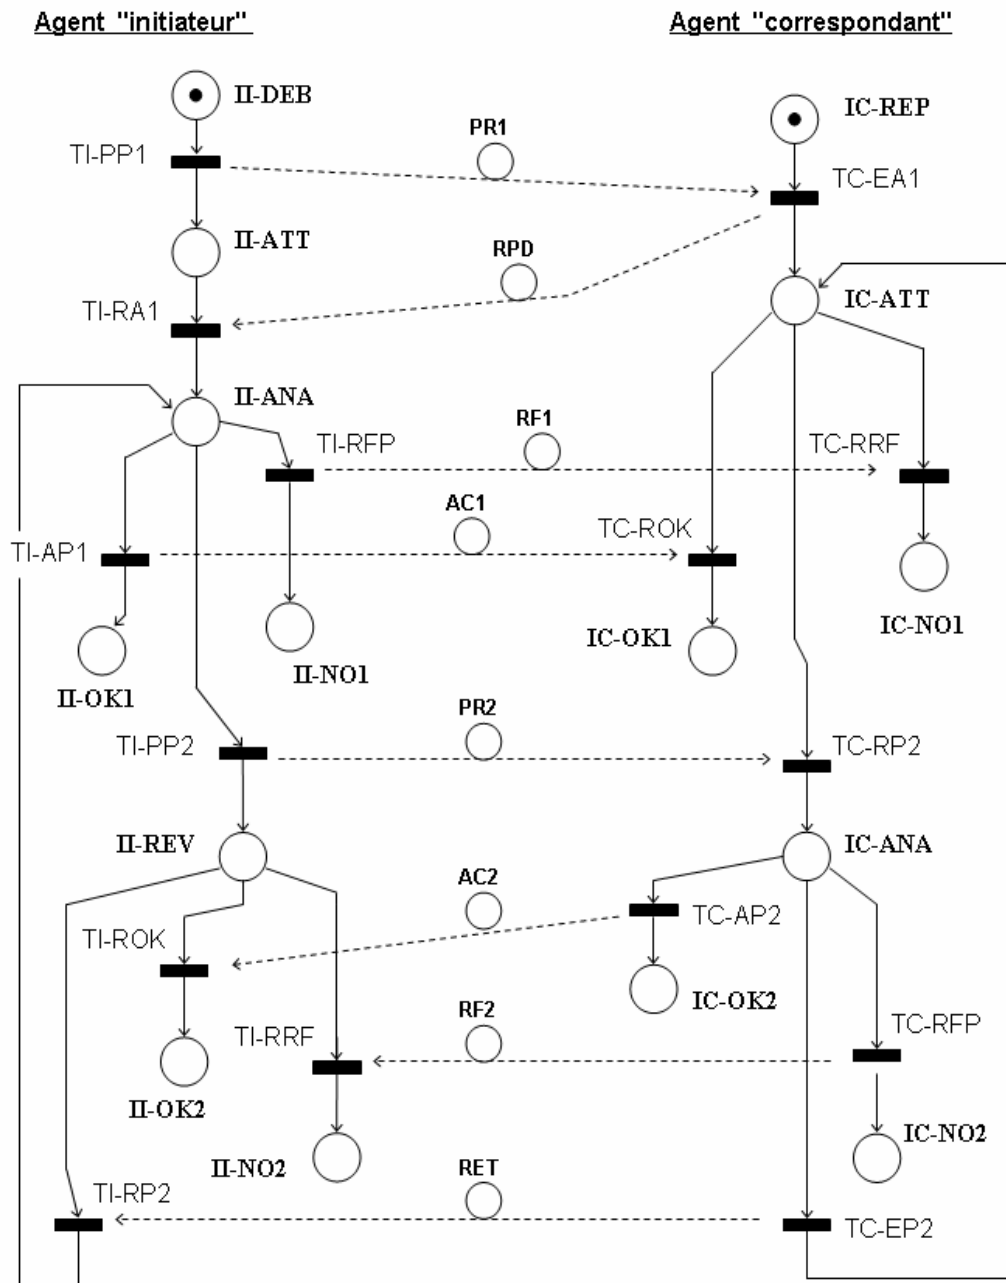 Agent "initiateur"
Agent "correspondant"
II-DEB
IC-REP
PR1
TI-PP1
TC-EA1
II-ATT
RPD
IC-ATT
TI-RA1
II-ANA
RF1
TI-RFP
TC-RRF
AC1
TC-ROK
TI-AP1
IC-NO1
IC-OK1
II-NO1
II-OK1
PR2
TI-PP2
TC-RP2
II-REV
IC-ANA
AC2
TC-AP2
TI-ROK
IC-OK2
RF2
TI-RRF
TC-RFP
II-OK2
IC-NO2
II-NO2
RET
TI-RP2
TC-EP2